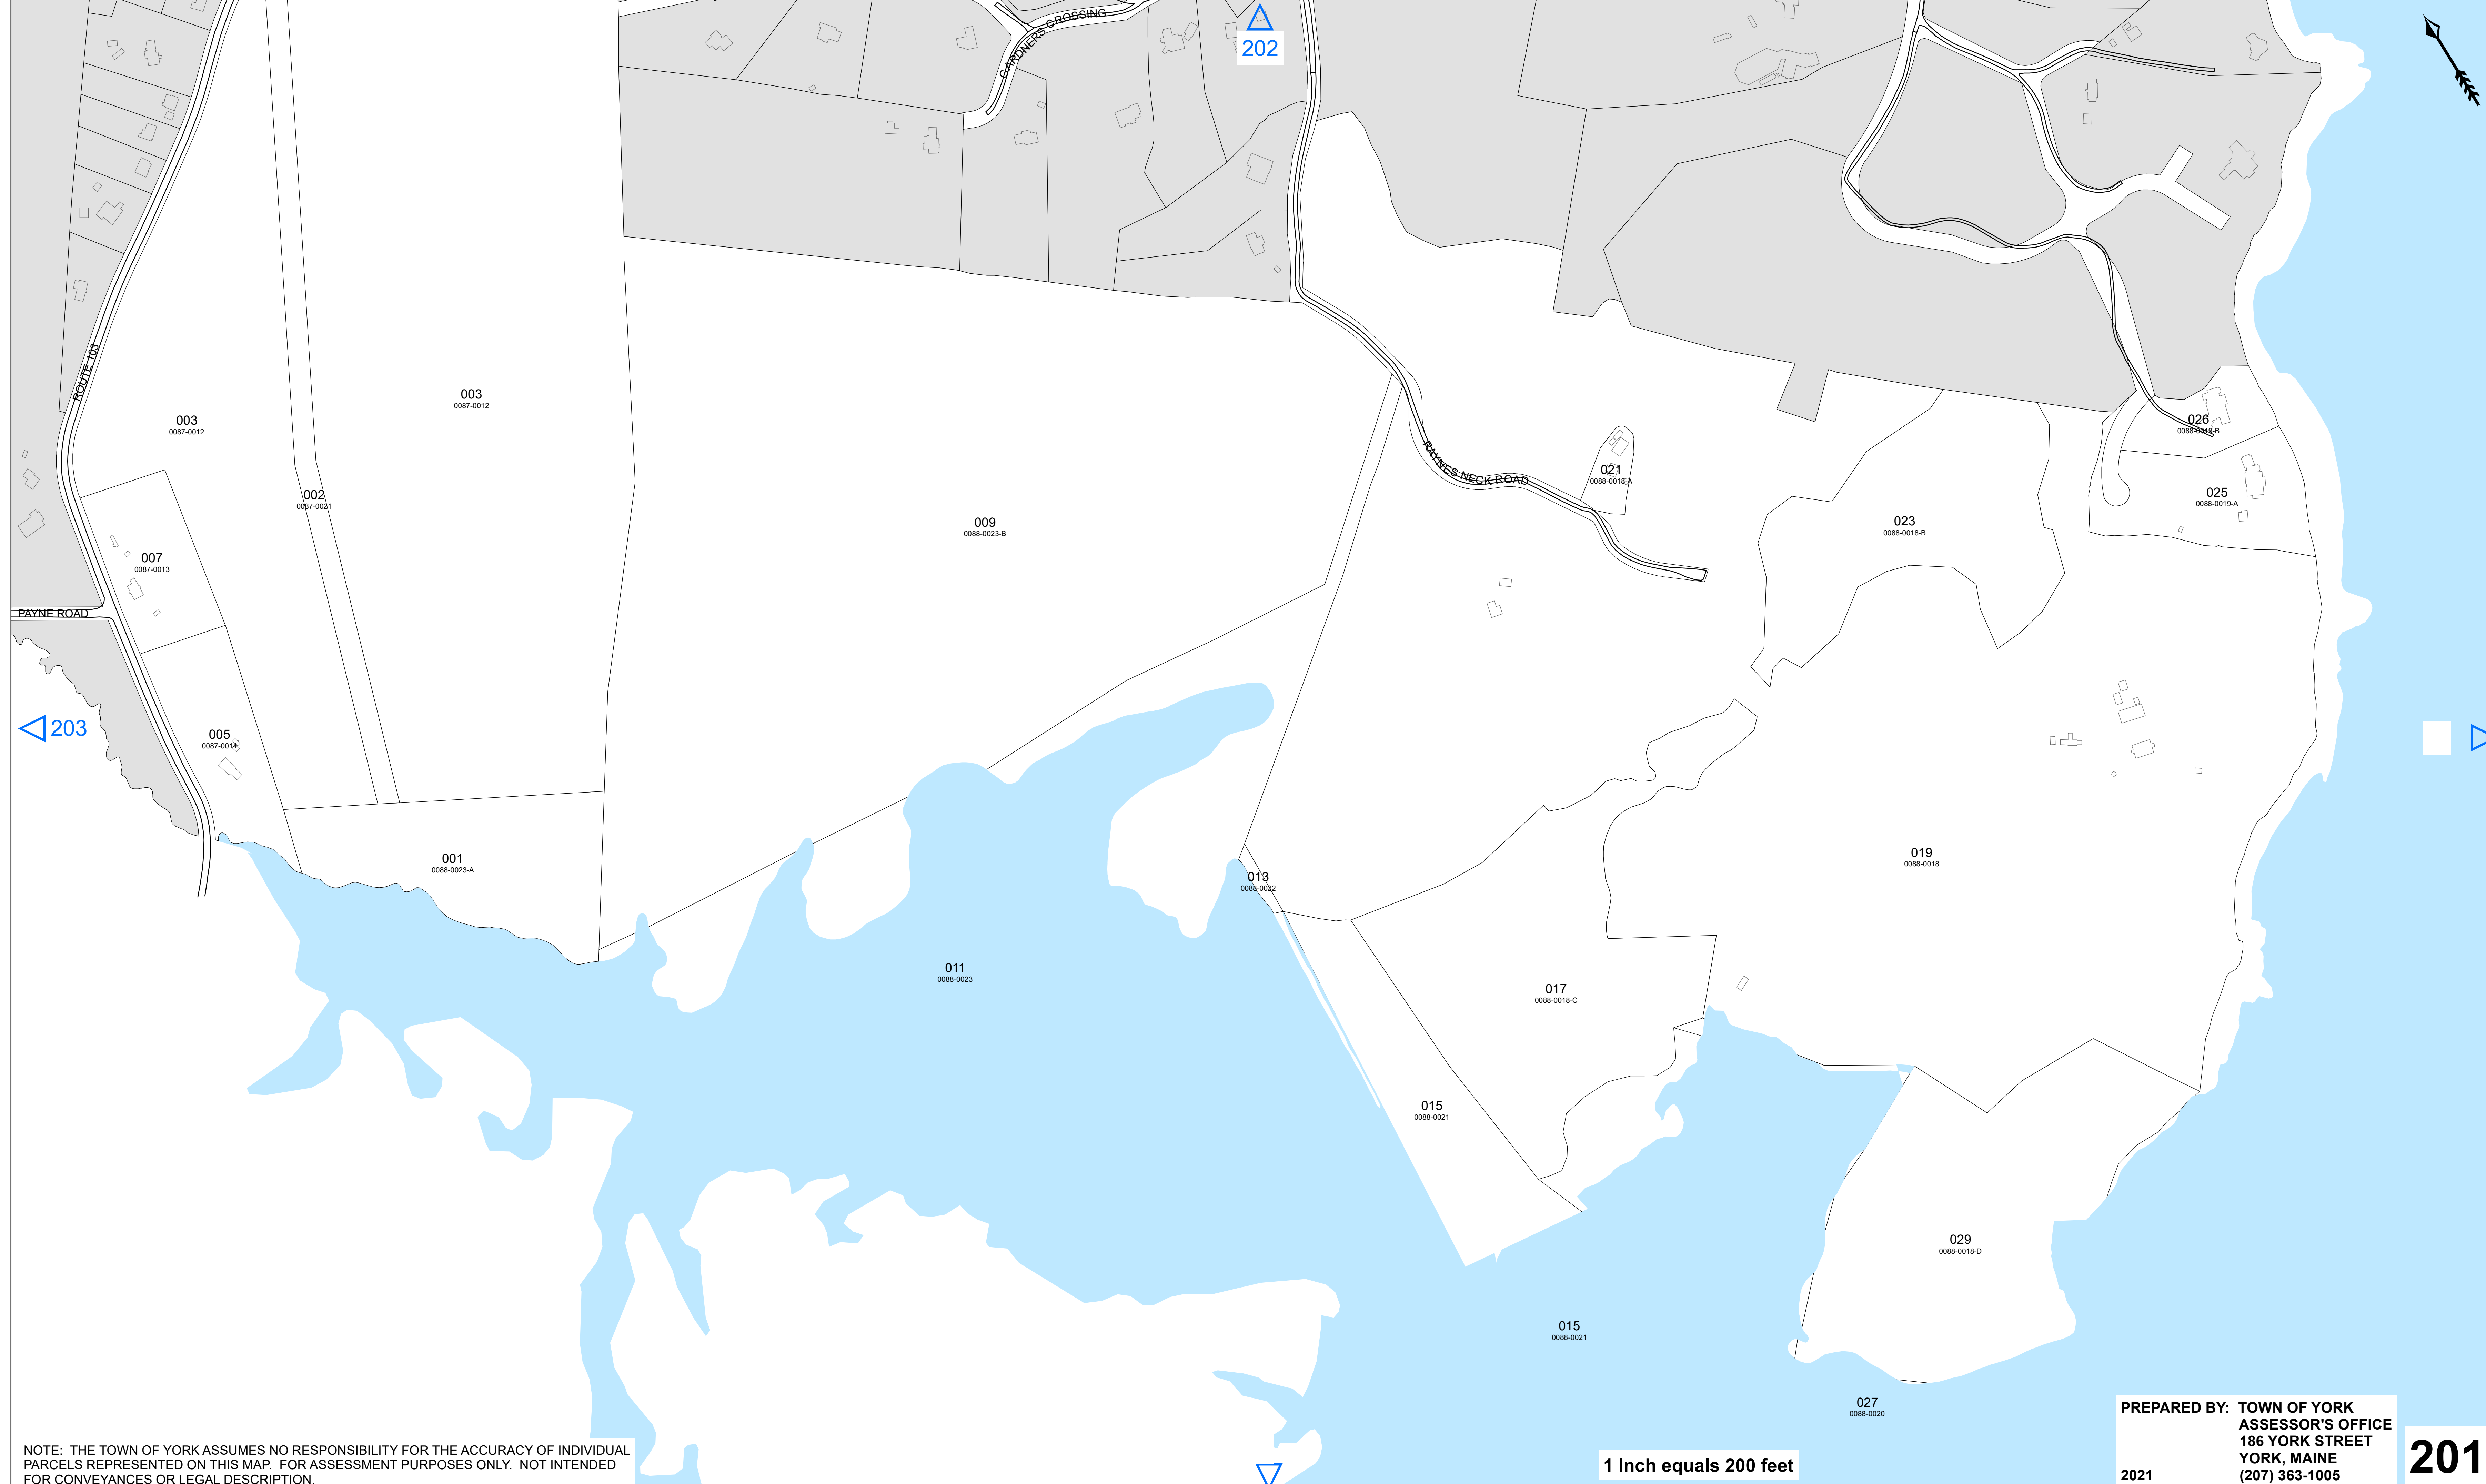 GARDNERS CROSSING
202
ROUTE 103
003
0087-0012
003
0087-0012
002
0087-0021
009
0088-0023-B
RAYNES NECK ROAD
021
0088-0018-A
023
0088-0018-B
026
0088-0019-B
025
0088-0019-A
007
0087-0013
PAYNE ROAD
203
005
0087-0014
001
0088-0023-A
013
0088-0022
019
0088-0018
011
0088-0023
017
0088-0018-C
015
0088-0021
029
0088-0018-D
015
0088-0021
027
0088-0020
NOTE: THE TOWN OF YORK ASSUMES NO RESPONSIBILITY FOR THE ACCURACY OF INDIVIDUAL
PARCELS REPRESENTED ON THIS MAP. FOR ASSESSMENT PURPOSES ONLY. NOT INTENDED
FOR CONVEYANCES OR LEGAL DESCRIPTION.
1 Inch equals 200 feet
PREPARED BY: TOWN OF YORK
ASSESSOR'S OFFICE
186 YORK STREET
YORK, MAINE
2021 (207) 363-1005
201